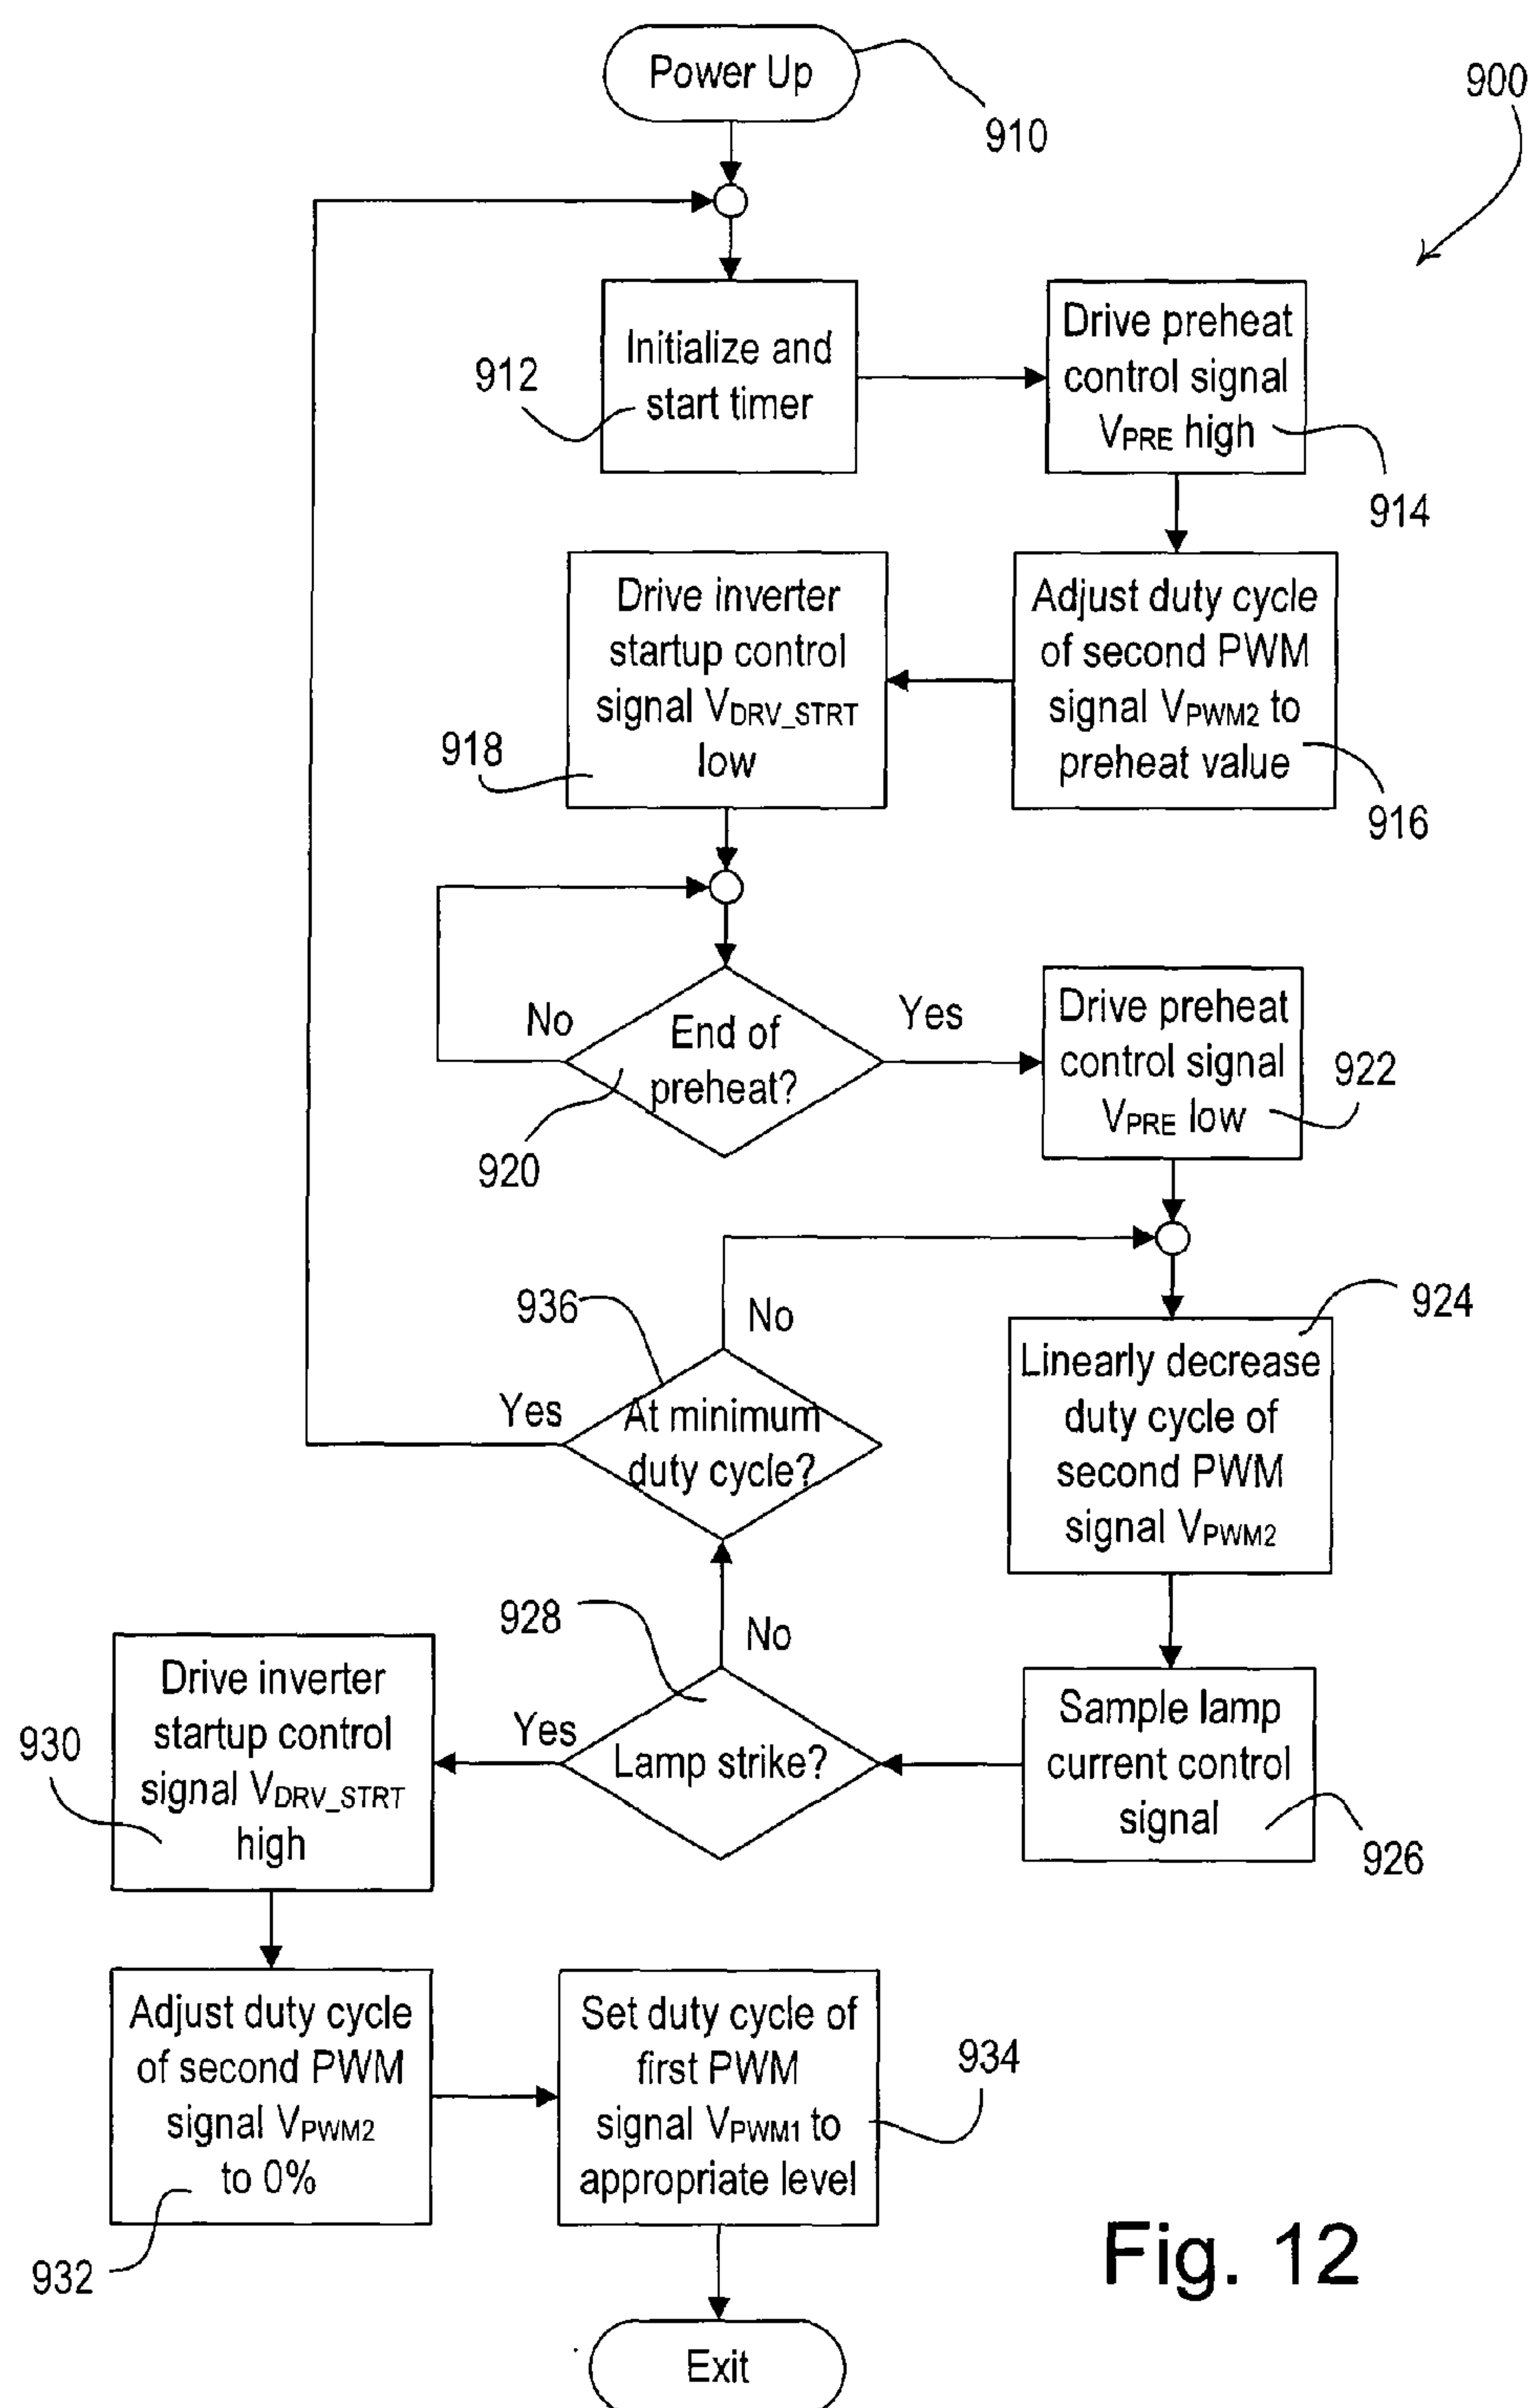 Power Up
910
900
Initialize and
start timer
912
Drive preheat
control signal
VPRE high
914
Adjust duty cycle
of second PWM
signal VPWM2 to
preheat value
916
Drive inverter
startup control
signal VDRV_STRT
low
918
No
End of
preheat?
Yes
920
Drive preheat
control signal
VPRE low
922
936
No
Yes
At minimum
duty cycle?
924
Linearly decrease
duty cycle of
second PWM
signal VPWM2
928
No
Yes
Lamp strike?
Sample lamp
current control
signal
926
Drive inverter
startup control
signal VDRV_STRT
high
930
Adjust duty cycle
of second PWM
signal VPWM2
to 0%
932
Set duty cycle of
first PWM
signal VPWM1 to
appropriate level
934
Exit
Fig. 12